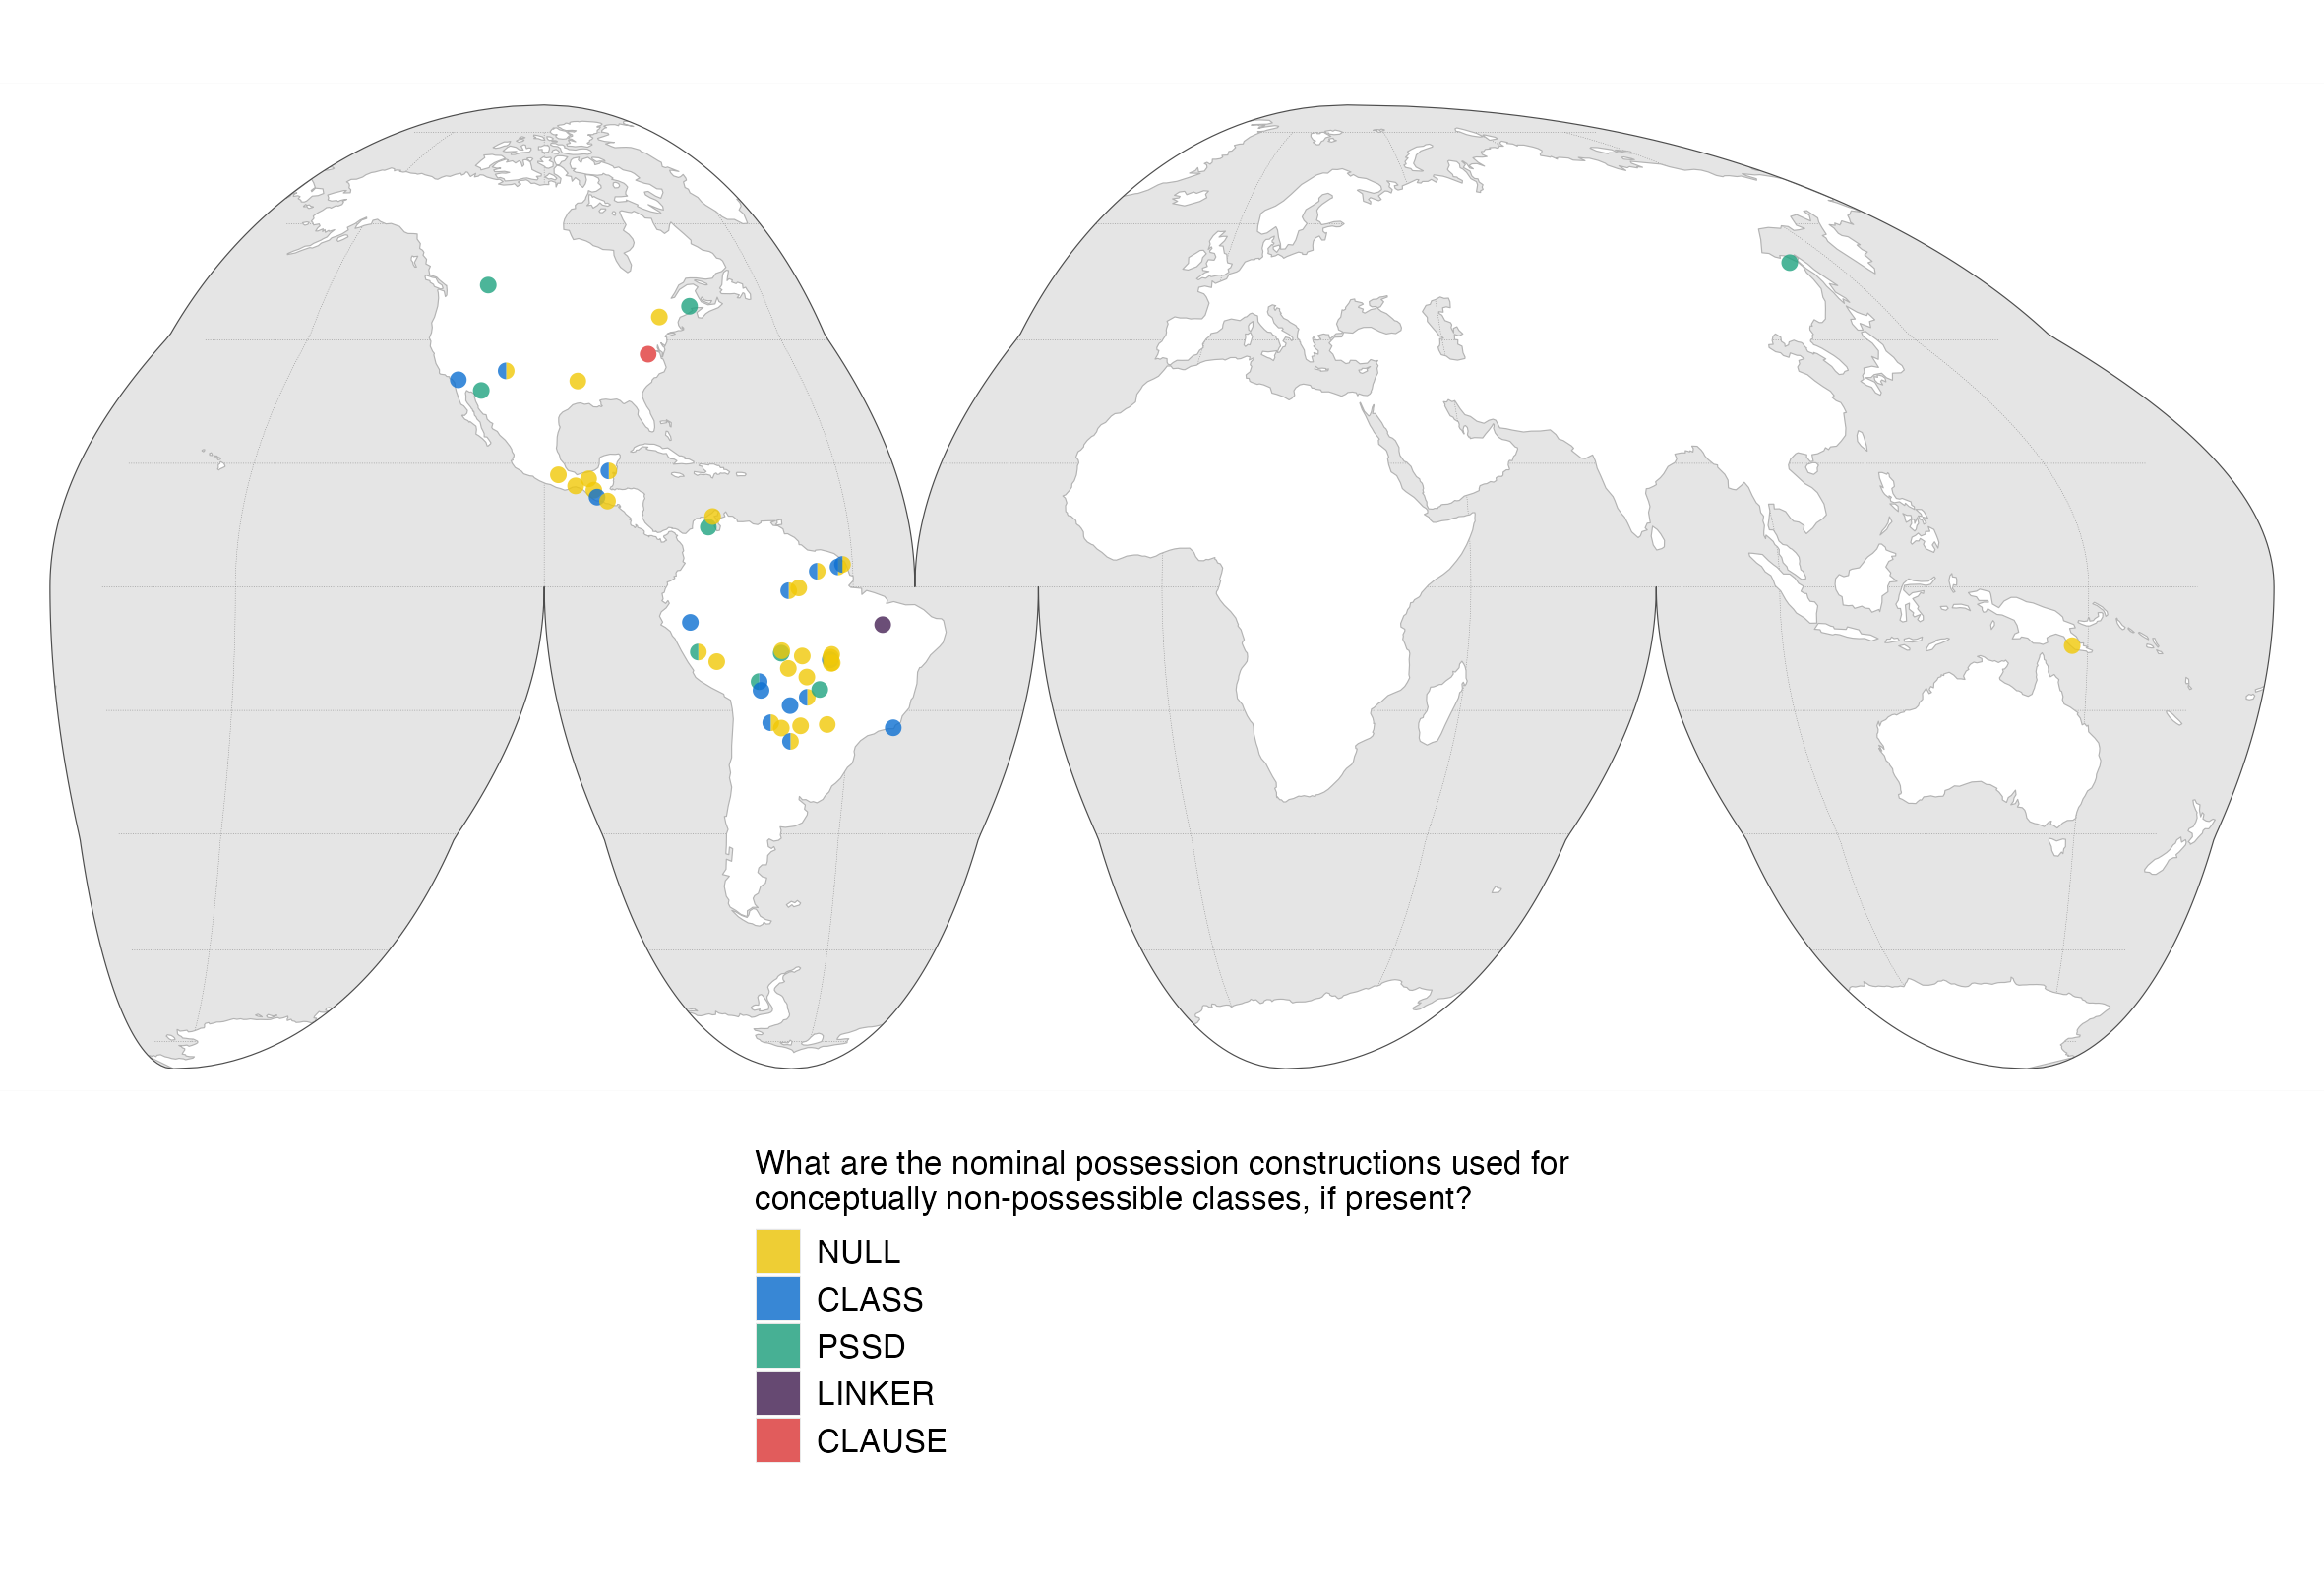 What are the nominal possession constructions used for
conceptually non-possessible classes, if present?
NULL
CLASS
PSSD
LINKER
CLAUSE